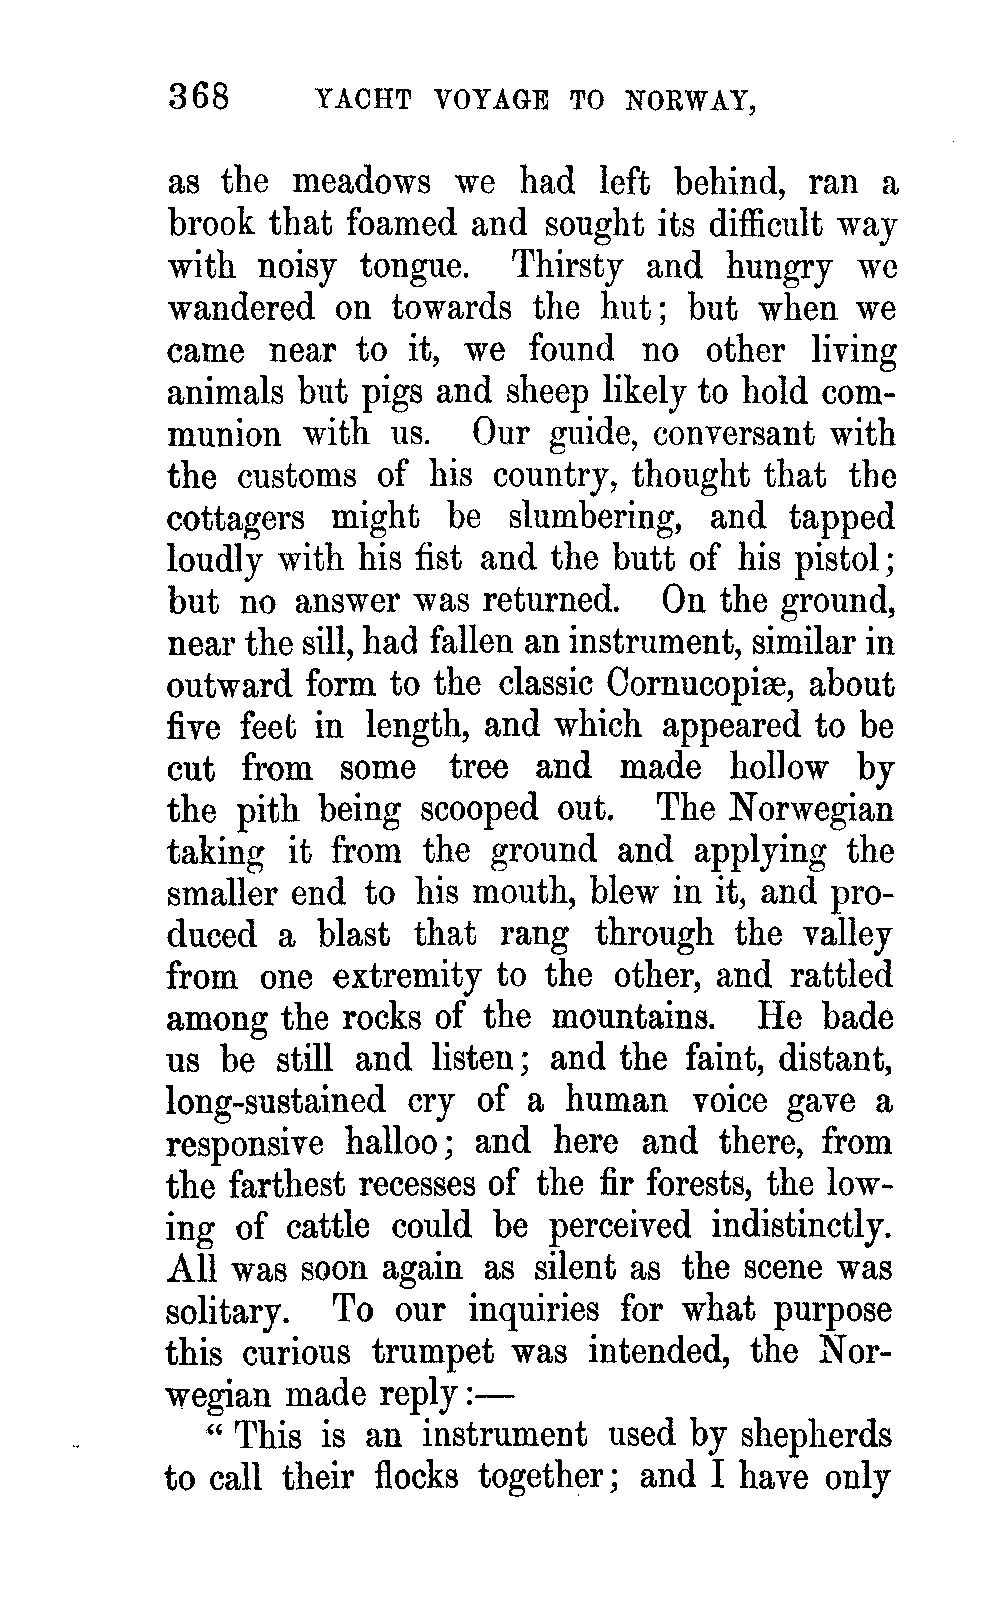 368 YACHT VOYAGE TO NORWAY,
as the meadows we had left behind, ran a
brook that foamed and sought its difficult way
with noisy tongue. Thirsty and hungry we
wandered on towards the hut; but when we
came near to it, we found no other living
animals but pigs and sheep likely to hold com-
munion with us. Our guide, conversant with
the customs of his country, thought that the
cottagers might be slumbering, and tapped
loudly with his fist and the butt of his pistol;
but no answer was returned. On the ground,
near the sill, had fallen an instrument, similar in
outward form to the classic Cornucopiæ, about
five feet in length, and which appeared to be
cut from some tree and made hollow by
the pith being scooped out. The Norwegian
taking it from the ground and applying the
smaller end to his mouth, blew in it, and pro-
duced a blast that rang through the valley
from one extremity to the other, and rattled
among the rocks of the mountains. He bade
us be still and listen; and the faint, distant,
long-sustained cry of a human voice gave a
responsive halloo; and here and there, from
the farthest recesses of the fir forests, the low-
ing of cattle could be perceived indistinctly.
All was soon again as silent as the scene was
solitary. To our inquiries for what purpose
this curious trumpet was intended, the Nor-
wegian made reply:—
“ This is an instrument used by shepherds
to call their flocks together; and I have only